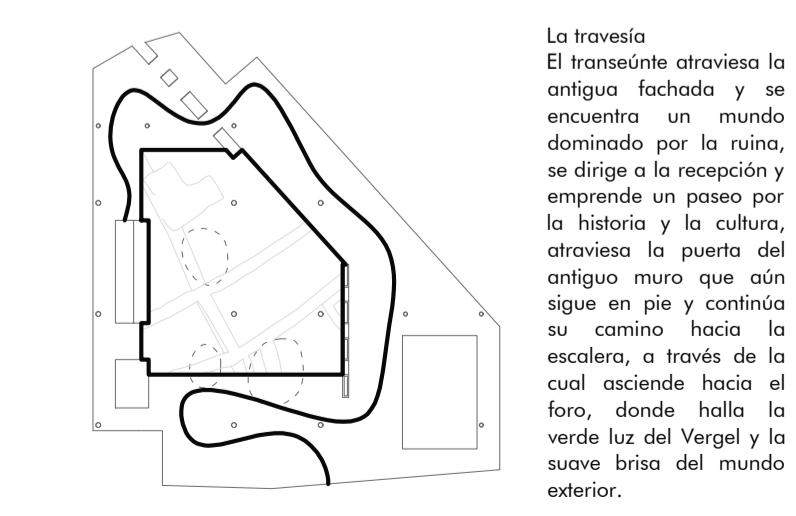 La travesía
El transeúnte atraviesa la
antigua fachada y se
encuentra un mundo
dominado por la ruina,
se dirige a la recepción y
emprende un paseo por
la historia y la cultura,
atraviesa la puerta del
antiguo muro que aún
sigue en pie y continúa
su camino hacia la
escalera, a través de la
cual asciende hacia el
foro, donde halla la
verde luz del Vergel y la
suave brisa del mundo
exterior.